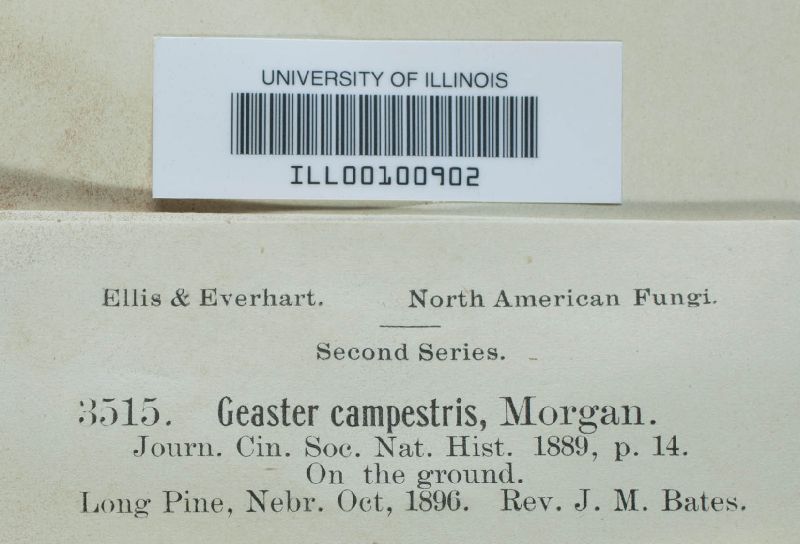 UNIVERSITY OF ILLINOIS
ILL00100902
Ellis & Everhart. North American Fungi.
Second Series.
3515. Geaster campestris, Morgan.
Journ. Cin. Soc. Nat. Hist. 1889, p. 14.
On the ground.
Long Pine, Nebr. Oct, 1896. Rev. J. M. Bates.